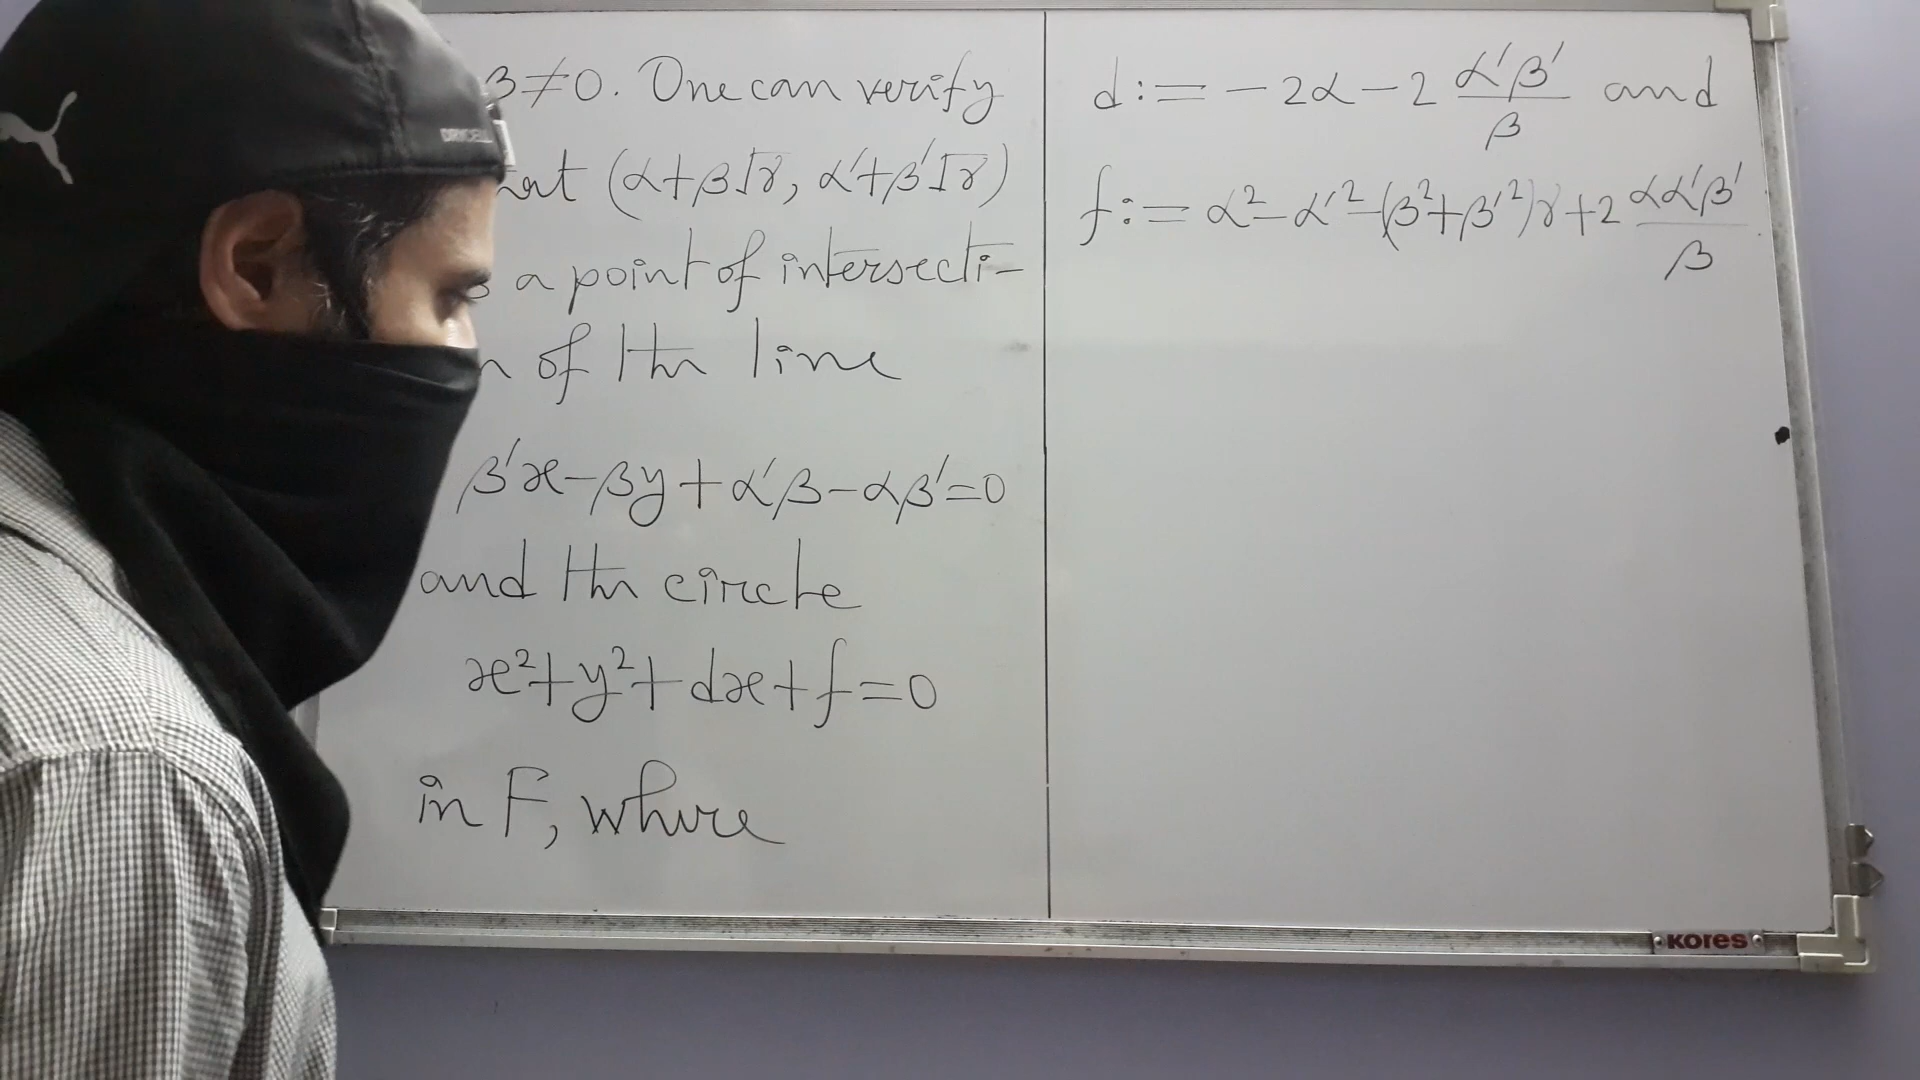 β≠0. One can verify
(α+β√γ, α'+β'√γ)
a point of intersecti-
of the line
β'x-βy+α'β-αβ'=0
and the circle
x²+y²+dx+f=0
in F, where
d:=-2α-2 α'β'/β and
f:=α²-α'²-(β²+β'²)γ+2 αα'β'/β.
DRYCELL
Kores